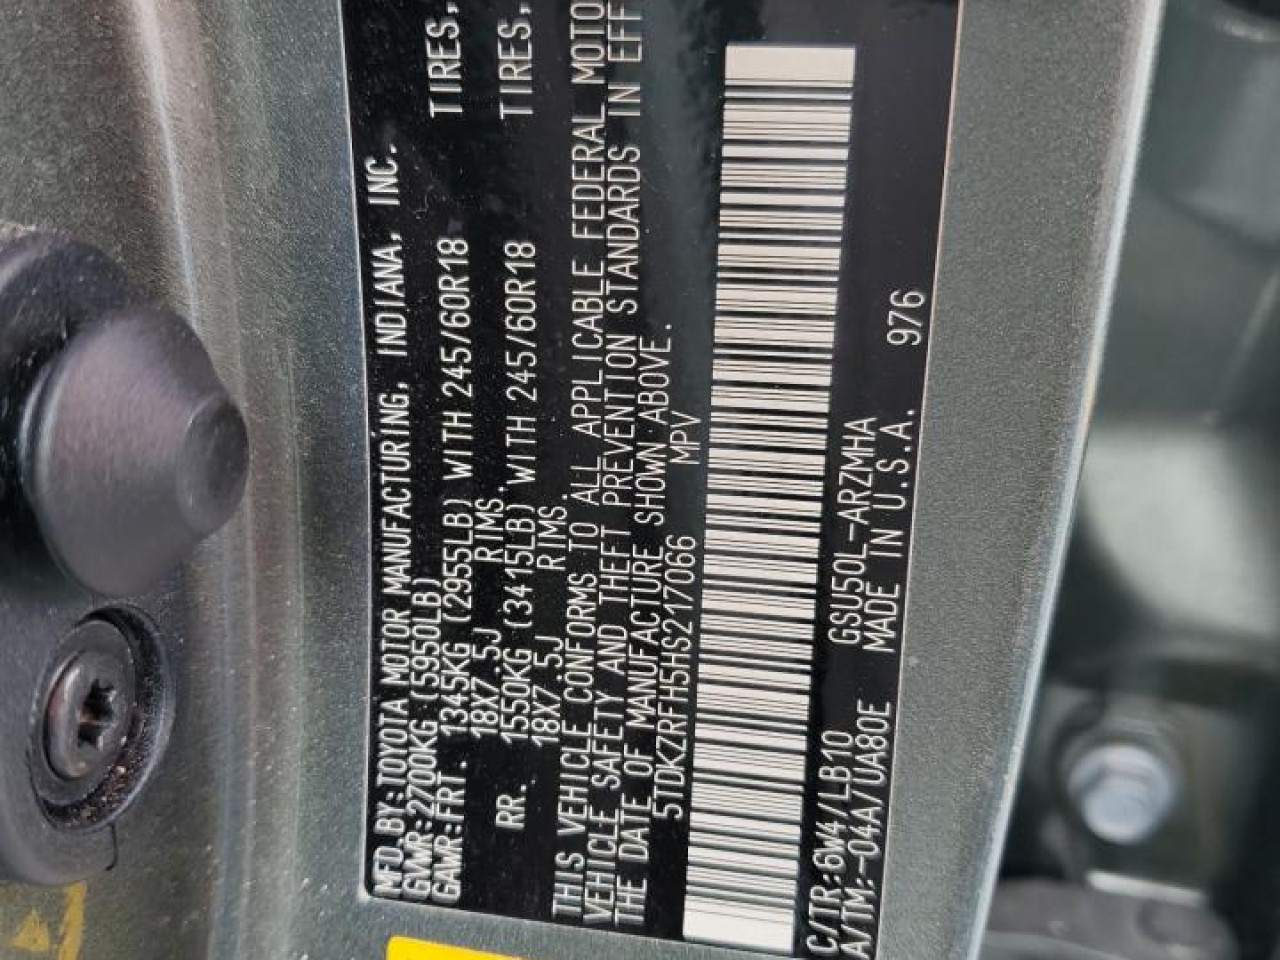 MFD.BY:TOYOTA MOTOR MANUFACTURING, INDIANA, INC.
GVWR:2700KG(5950LB)
GAWR:FRT. 1345KG(2955LB)WITH 245/60R18 TIRES,
18X7.5J RIMS.
RR. 1550KG(3415LB)WITH 245/60R18 TIRES,
18X7.5J RIMS.
THIS VEHICLE CONFORMS TO ALL APPLICABLE FEDERAL MOTO
VEHICLE SAFETY AND THEFT PREVENTION STANDARDS IN EFF
THE DATE OF MANUFACTURE SHOWN ABOVE.
5TDKZRFH5HS217066 MPV
C/TR:6W4/LB10 GSU50L-ARZMHA
A/TM:-04A/UA80E MADE IN U.S.A. 976